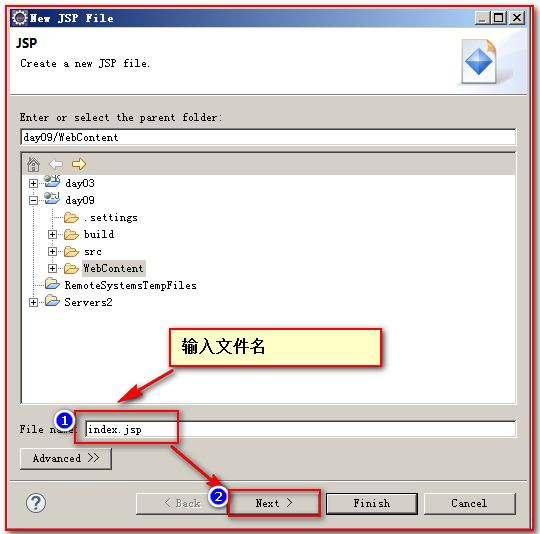 New JSP File
JSP
Create a new JSP file.
Enter or select the parent folder:
day09/WebContent
day03
day09
.settings
build
src
WebContent
RemoteSystemsTempFiles
Servers2
输入文件名
1
File name: index.jsp
Advanced >>
2
< Back Next > Finish Cancel